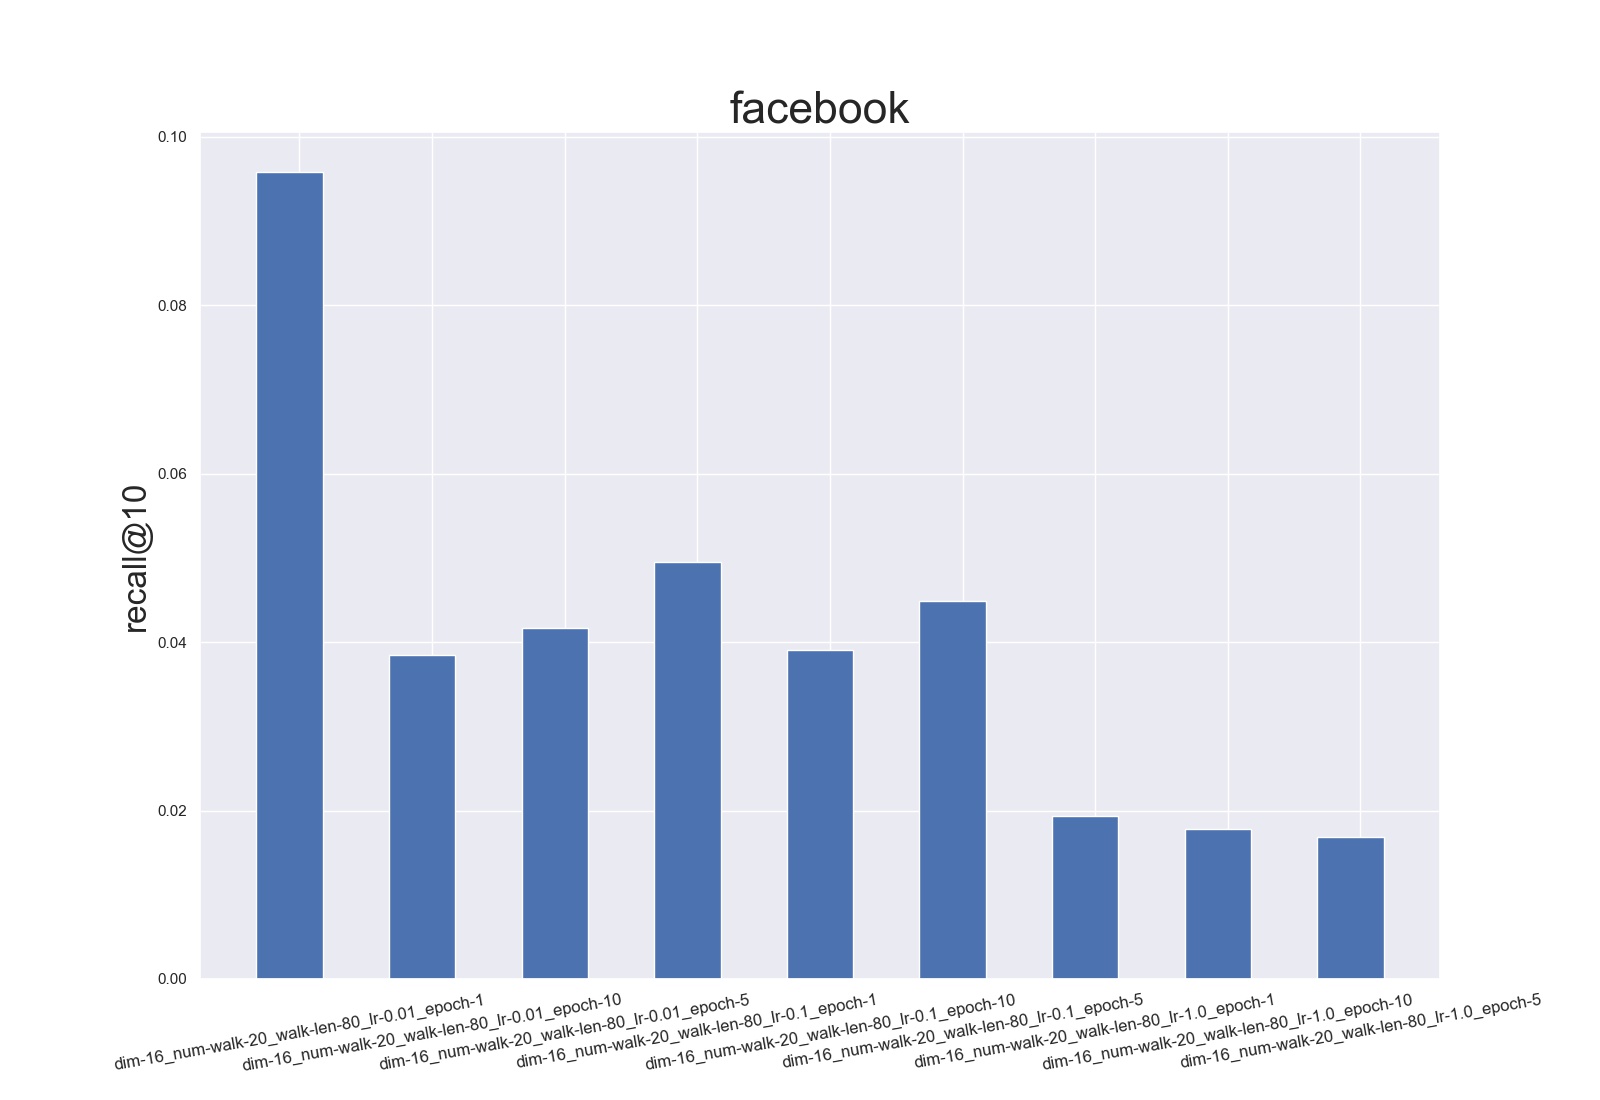 facebook
recall@10
0.10
0.08
0.06
0.04
0.02
0.00
dim-16_num-walk-20_walk-len-80_lr-0.01_epoch-1
dim-16_num-walk-20_walk-len-80_lr-0.01_epoch-10
dim-16_num-walk-20_walk-len-80_lr-0.01_epoch-5
dim-16_num-walk-20_walk-len-80_lr-0.1_epoch-1
dim-16_num-walk-20_walk-len-80_lr-0.1_epoch-10
dim-16_num-walk-20_walk-len-80_lr-0.1_epoch-5
dim-16_num-walk-20_walk-len-80_lr-1.0_epoch-1
dim-16_num-walk-20_walk-len-80_lr-1.0_epoch-10
dim-16_num-walk-20_walk-len-80_lr-1.0_epoch-5